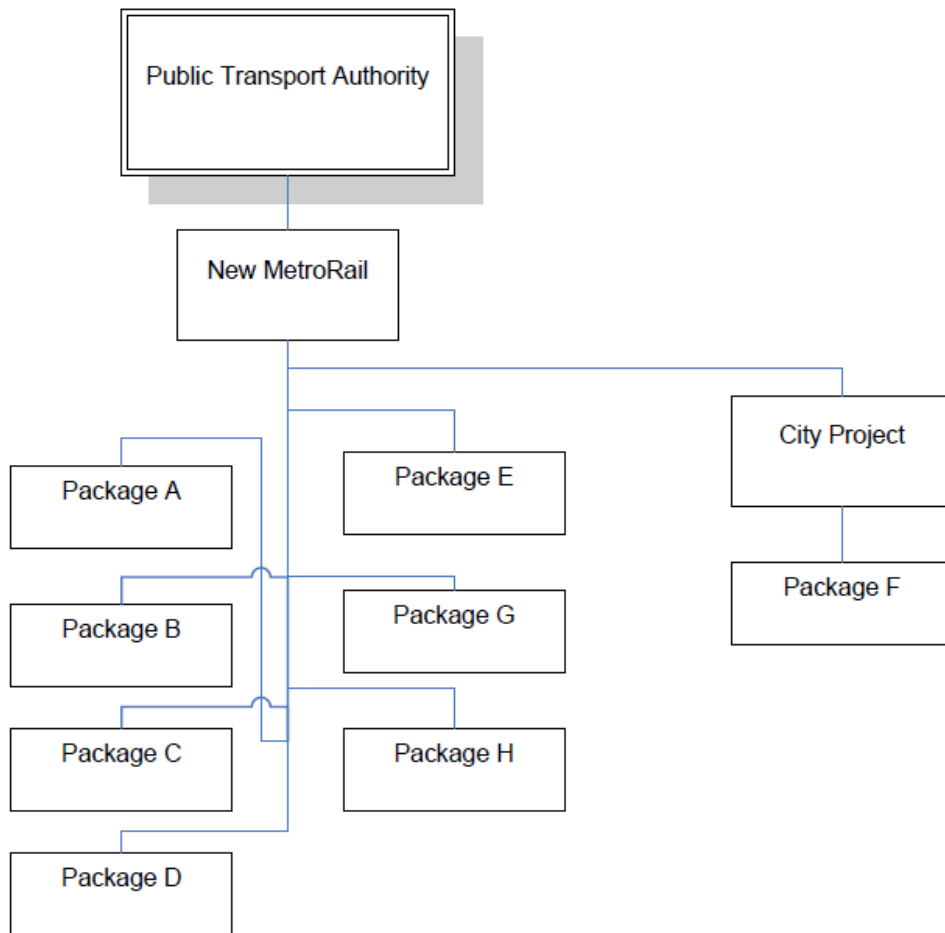 Public Transport Authority
New MetroRail
City Project
Package A
Package E
Package F
Package B
Package G
Package C
Package H
Package D